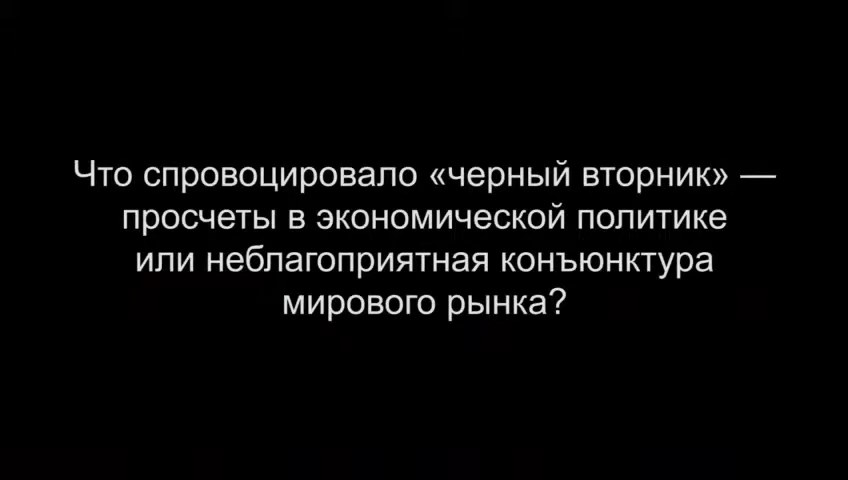 Что спровоцировало «черный вторник» —
просчеты в экономической политике
или неблагоприятная конъюнктура
мирового рынка?